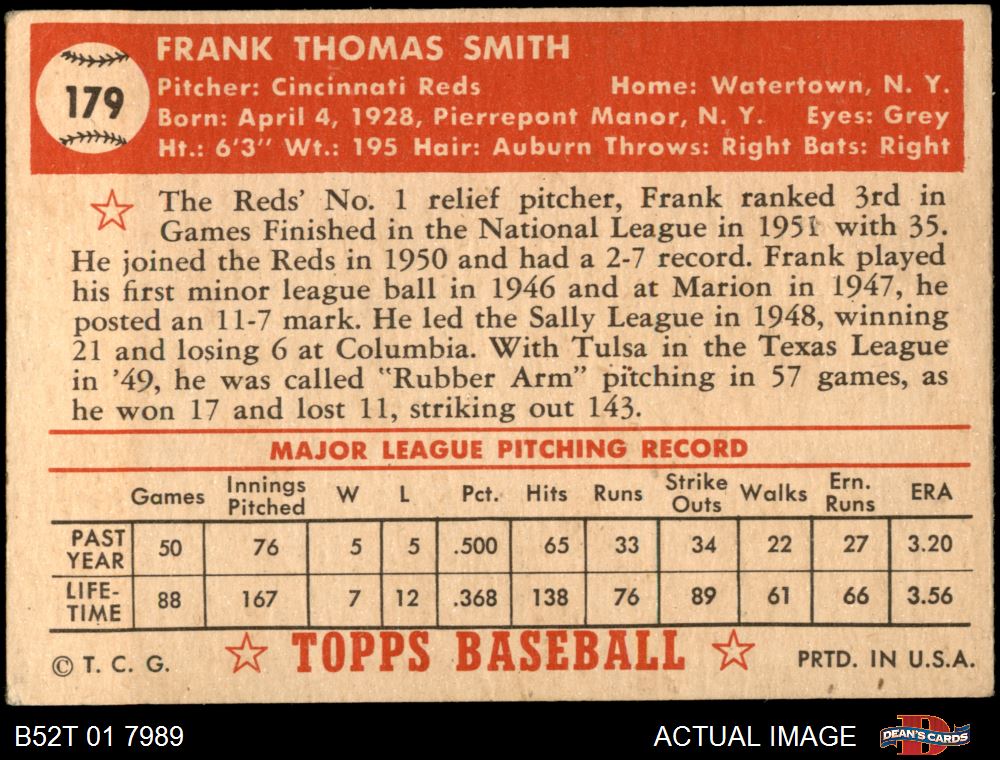 179
FRANK THOMAS SMITH
Pitcher: Cincinnati Reds Home: Watertown, N. Y.
Born: April 4, 1928, Pierrepont Manor, N. Y. Eyes: Grey
Ht.: 6'3" Wt.: 195 Hair: Auburn Throws: Right Bats: Right
The Reds' No. 1 relief pitcher, Frank ranked 3rd in
Games Finished in the National League in 1951 with 35.
He joined the Reds in 1950 and had a 2-7 record. Frank played
his first minor league ball in 1946 and at Marion in 1947, he
posted an 11-7 mark. He led the Sally League in 1948, winning
21 and losing 6 at Columbia. With Tulsa in the Texas League
in '49, he was called "Rubber Arm" pitching in 57 games, as
he won 17 and lost 11, striking out 143.
MAJOR LEAGUE PITCHING RECORD
Games Innings Pitched W L Pct. Hits Runs Strike Outs Walks Ern. Runs ERA
PAST YEAR 50 76 5 5 .500 65 33 34 22 27 3.20
LIFE-TIME 88 167 7 12 .368 138 76 89 61 66 3.56
© T. C. G. TOPPS BASEBALL PRTD. IN U.S.A.
B52T 01 7989 ACTUAL IMAGE D DEAN'S CARDS